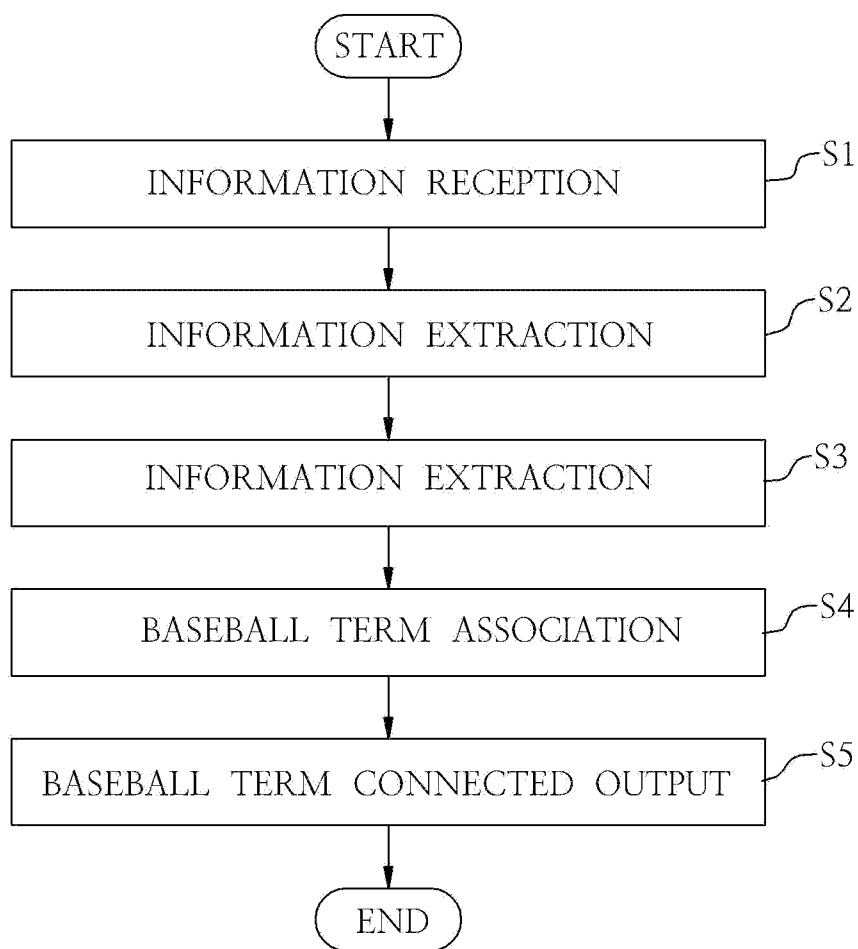 START
INFORMATION RECEPTION
S1
INFORMATION EXTRACTION
S2
INFORMATION EXTRACTION
S3
BASEBALL TERM ASSOCIATION
S4
BASEBALL TERM CONNECTED OUTPUT
S5
END